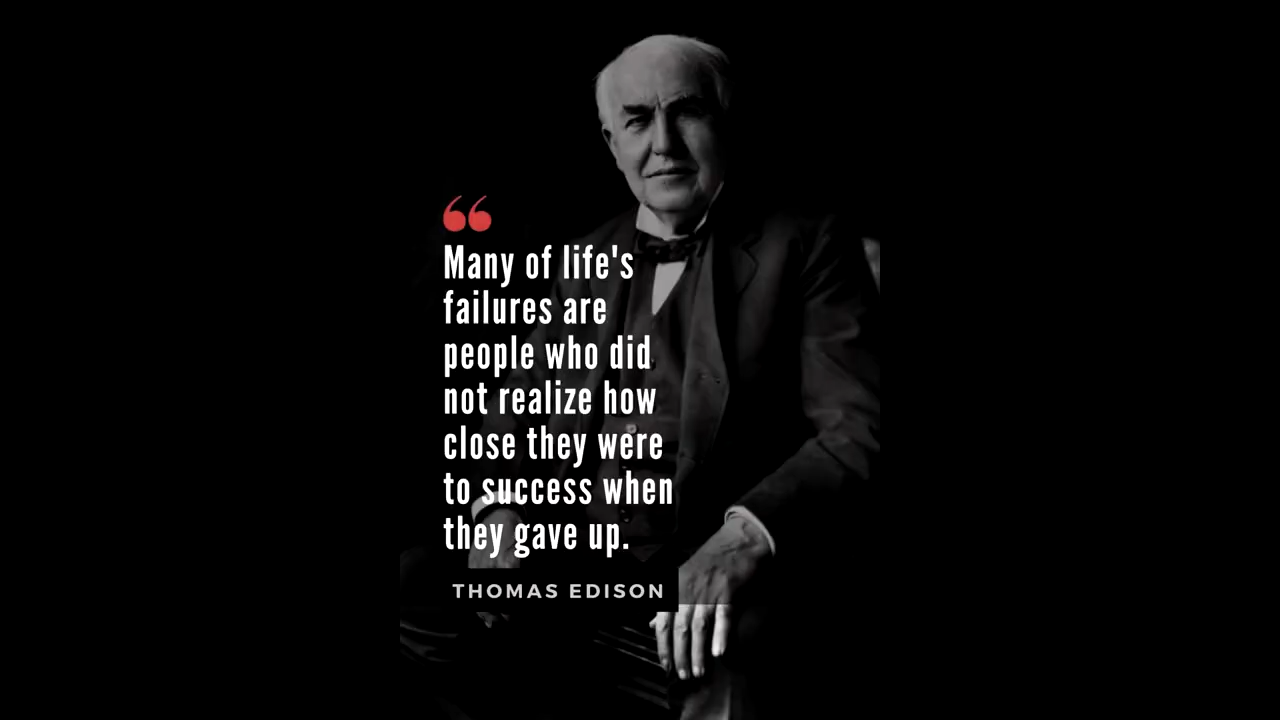 “
Many of life's
failures are
people who did
not realize how
close they were
to success when
they gave up.
THOMAS EDISON